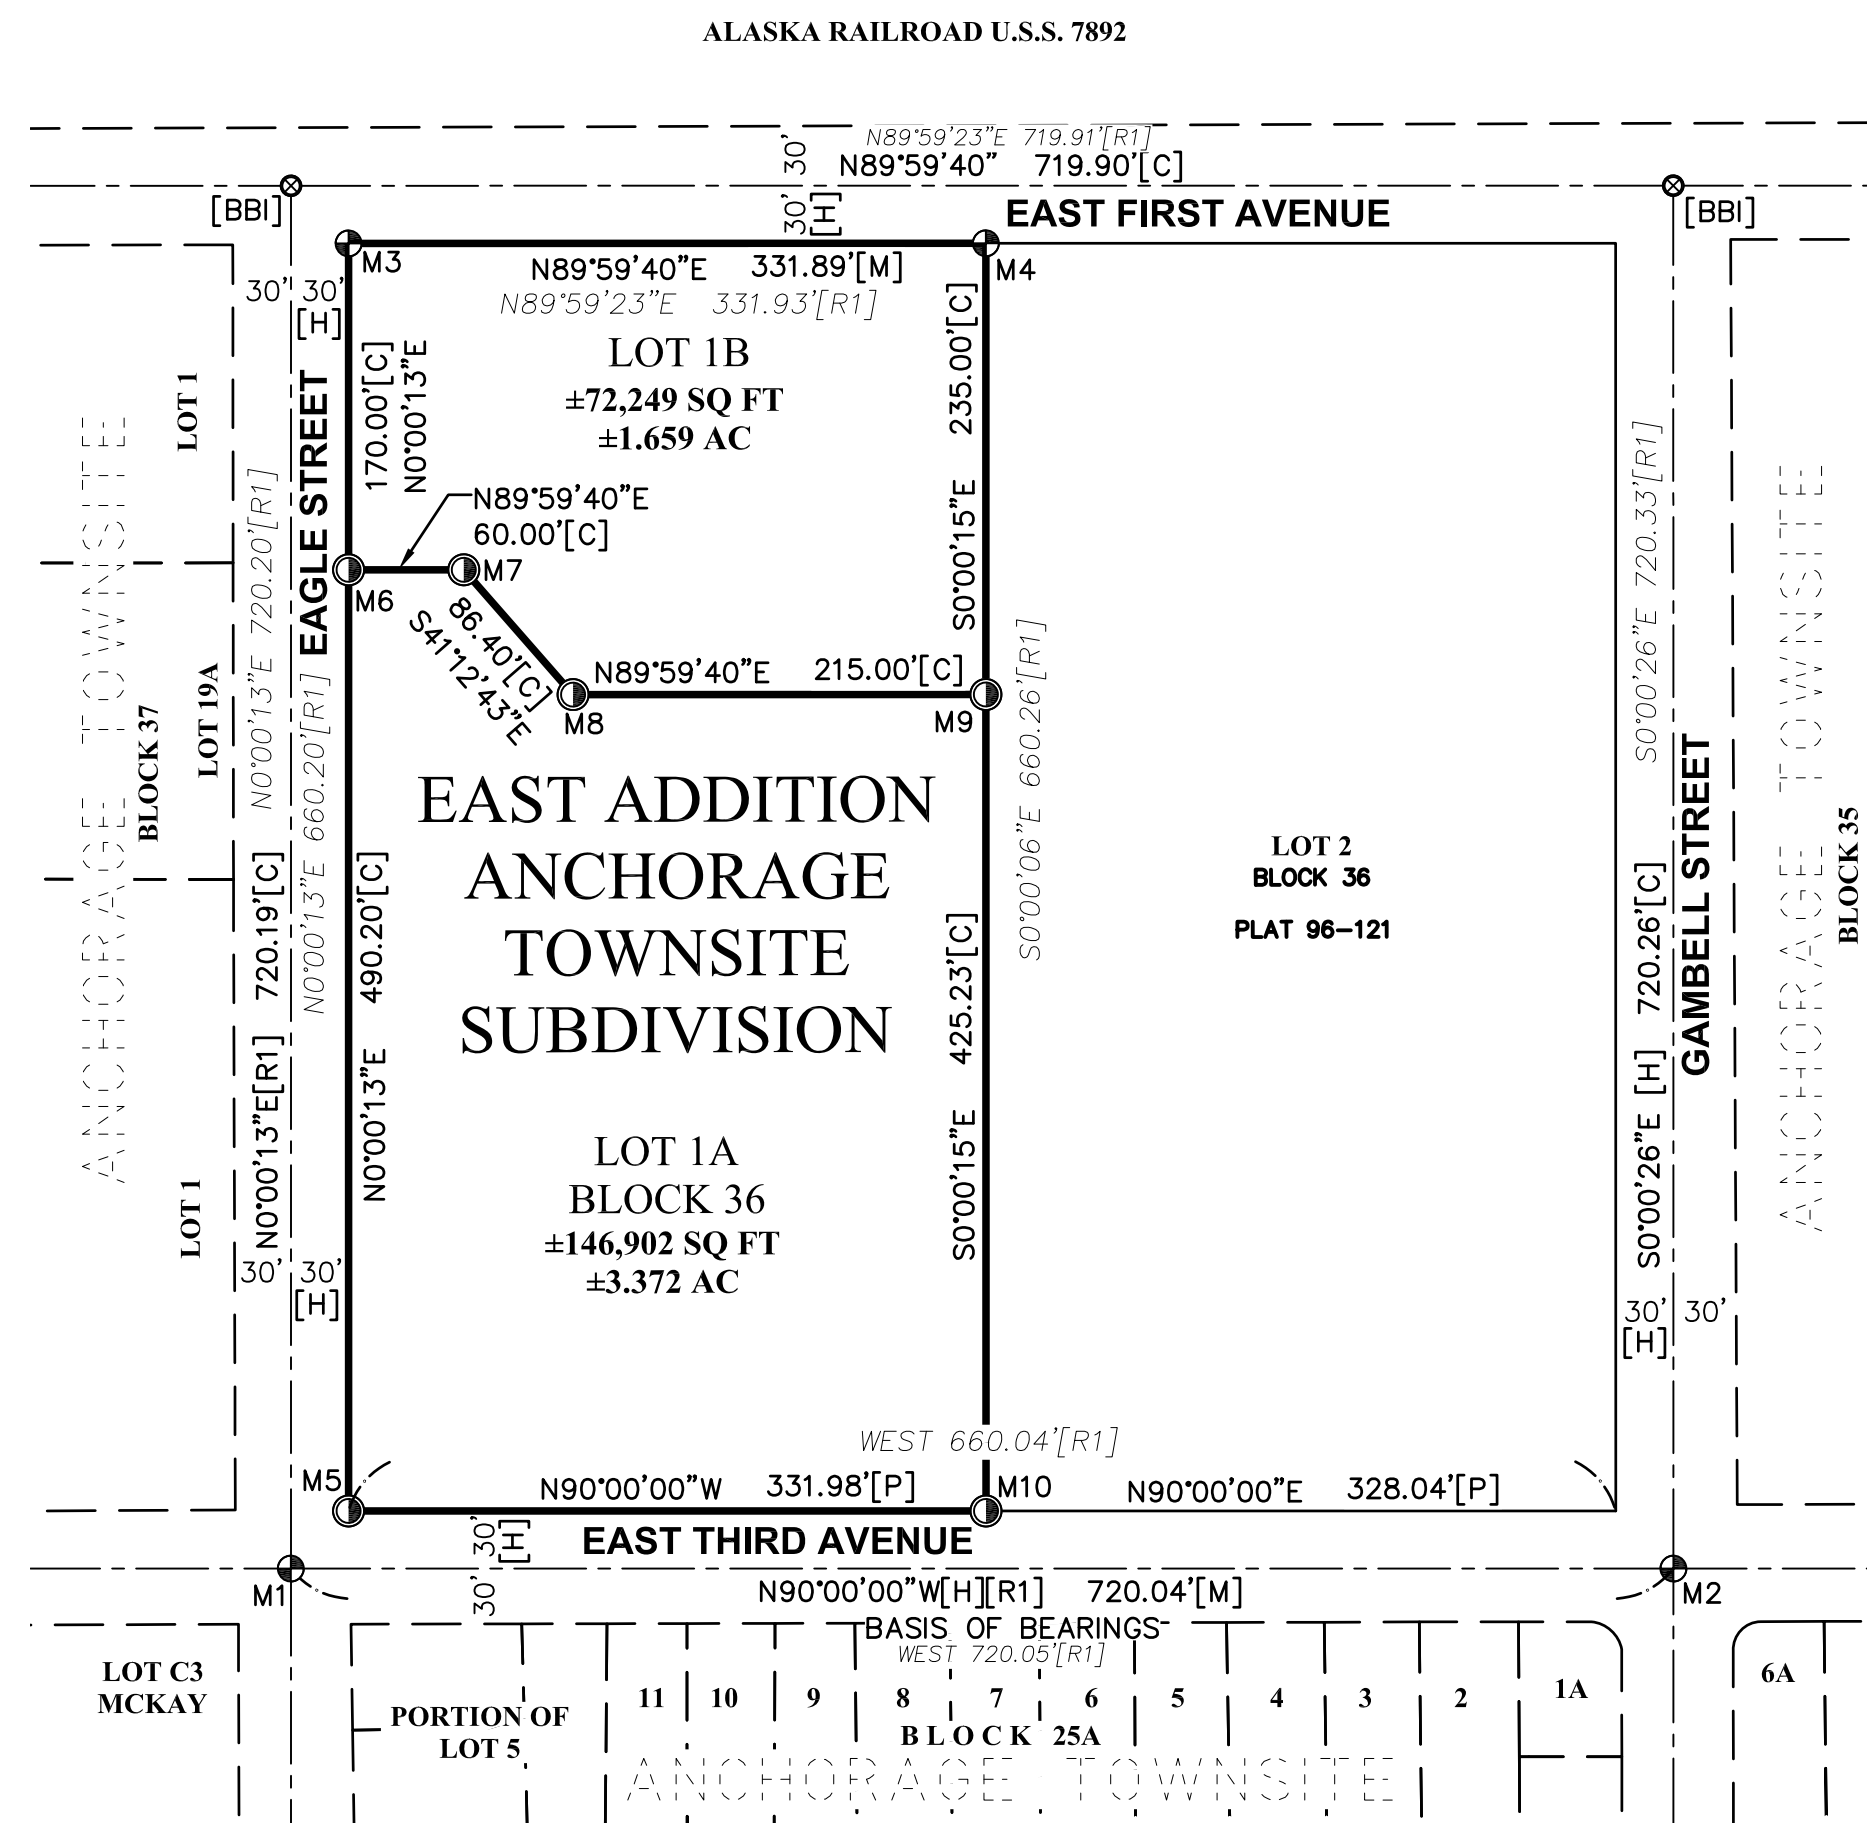 ALASKA RAILROAD U.S.S. 7892
N89°59'23"E 719.91'[R1]
N89°59'40" 719.90'[C]
30'
30'
[H]
[BBI]
EAST FIRST AVENUE
[BBI]
M3
M4
N89°59'40"E 331.89'[M]
N89°59'23"E 331.93'[R1]
30' 30'
[H]
LOT 1B
±72,249 SQ FT
±1.659 AC
170.00'[C]
N0°00'13"E
235.00'[C]
S0°00'15"E
N89°59'40"E
60.00'[C]
M6
M7
86.40'[C]
S41°12'43"E
M8
N89°59'40"E 215.00'[C]
M9
EAGLE STREET
N0°00'13"E 720.20'[R1]
N0°00'13"E 660.20'[R1]
N0°00'13"E[R1] 720.19'[C]
N0°00'13"E 490.20'[C]
LOT 1
LOT 19A
BLOCK 37
LOT 1
ANCHORAGE TOWNSITE
EAST ADDITION
ANCHORAGE
TOWNSITE
SUBDIVISION
LOT 1A
BLOCK 36
±146,902 SQ FT
±3.372 AC
S0°00'15"E 425.23'[C]
S0°00'06"E 660.26'[R1]
LOT 2
BLOCK 36
PLAT 96-121
S0°00'26"E 720.33'[R1]
S0°00'26"E [H] 720.26'[C]
GAMBELL STREET
ANCHORAGE TOWNSITE
BLOCK 35
30' 30'
[H]
30' 30'
[H]
WEST 660.04'[R1]
M5
N90°00'00"W 331.98'[P]
M10
N90°00'00"E 328.04'[P]
30'
[H]
30'
EAST THIRD AVENUE
M1
N90°00'00"W[H][R1] 720.04'[M]
M2
BASIS OF BEARINGS
WEST 720.05'[R1]
LOT C3
MCKAY
PORTION OF
LOT 5
11 10 9 8 7 6 5 4 3 2 1A 6A
BLOCK 25A
ANCHORAGE TOWNSITE